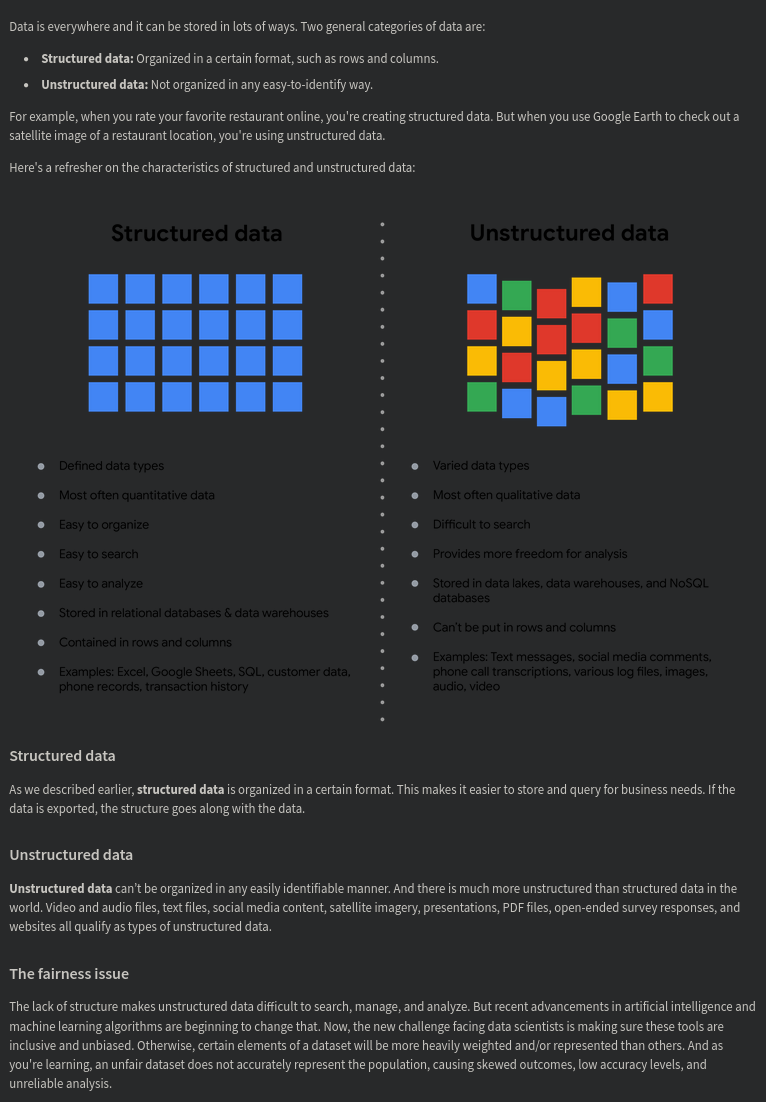 Data is everywhere and it can be stored in lots of ways. Two general categories of data are:
Structured data: Organized in a certain format, such as rows and columns.
Unstructured data: Not organized in any easy-to-identify way.
For example, when you rate your favorite restaurant online, you're creating structured data. But when you use Google Earth to check out a
satellite image of a restaurant location, you're using unstructured data.
Here's a refresher on the characteristics of structured and unstructured data:
Structured data
Defined data types
Most often quantitative data
Easy to organize
Easy to search
Easy to analyze
Stored in relational databases & data warehouses
Contained in rows and columns
Examples: Excel, Google Sheets, SQL, customer data,
phone records, transaction history
Unstructured data
Varied data types
Most often qualitative data
Difficult to search
Provides more freedom for analysis
Stored in data lakes, data warehouses, and NoSQL
databases
Can't be put in rows and columns
Examples: Text messages, social media comments,
phone call transcriptions, various log files, images,
audio, video
Structured data
As we described earlier, structured data is organized in a certain format. This makes it easier to store and query for business needs. If the
data is exported, the structure goes along with the data.
Unstructured data
Unstructured data can't be organized in any easily identifiable manner. And there is much more unstructured than structured data in the
world. Video and audio files, text files, social media content, satellite imagery, presentations, PDF files, open-ended survey responses, and
websites all qualify as types of unstructured data.
The fairness issue
The lack of structure makes unstructured data difficult to search, manage, and analyze. But recent advancements in artificial intelligence and
machine learning algorithms are beginning to change that. Now, the new challenge facing data scientists is making sure these tools are
inclusive and unbiased. Otherwise, certain elements of a dataset will be more heavily weighted and/or represented than others. And as
you're learning, an unfair dataset does not accurately represent the population, causing skewed outcomes, low accuracy levels, and
unreliable analysis.